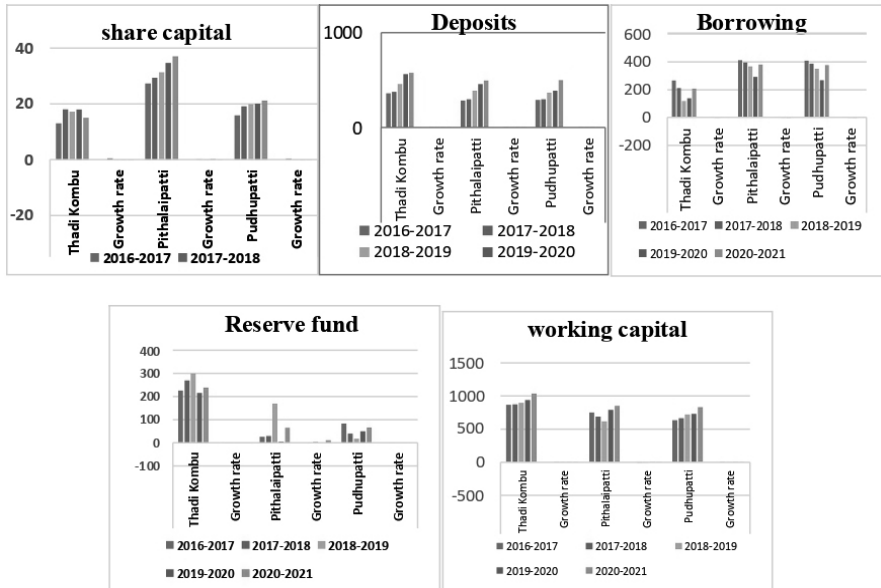 share capital
40
20
0
-20
Thadi Kombu
Growth rate
Pithalaipatti
Growth rate
Pudhupatti
Growth rate
2016-2017 2017-2018
Deposits
1000
0
Thadi Kombu
Growth rate
Pithalaipatti
Growth rate
Pudhupatti
Growth rate
2016-2017 2017-2018
2018-2019 2019-2020
Borrowing
600
400
200
0
-200
Thadi Kombu
Growth rate
Pithalaipatti
Growth rate
Pudhupatti
Growth rate
2016-2017 2017-2018 2018-2019
2019-2020 2020-2021
Reserve fund
400
300
200
100
0
-100
Thadi Kombu
Growth rate
Pithalaipatti
Growth rate
Pudhupatti
Growth rate
2016-2017 2017-2018 2018-2019
2019-2020 2020-2021
working capital
1500
1000
500
0
-500
Thadi Kombu
Growth rate
Pithalaipatti
Growth rate
Pudhupatti
Growth rate
2016-2017 2017-2018 2018-2019
2019-2020 2020-2021